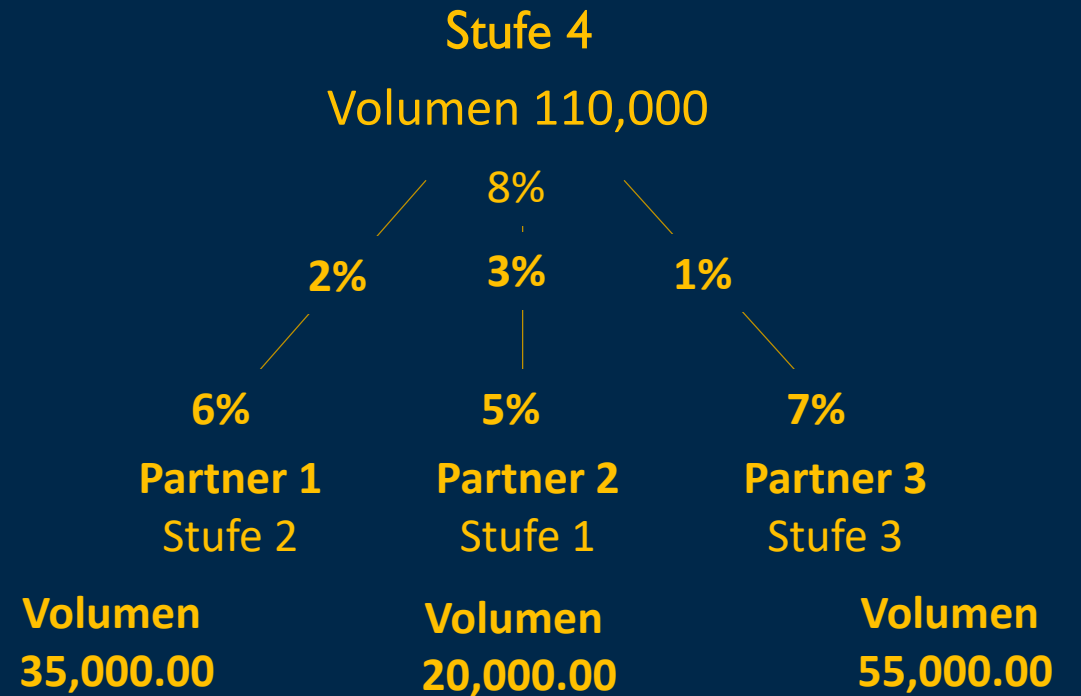 Stufe 4
Volumen 110,000
8%
2% 3% 1%
6% 5% 7%
Partner 1 Partner 2 Partner 3
Stufe 2 Stufe 1 Stufe 3
Volumen Volumen Volumen
35,000.00 20,000.00 55,000.00